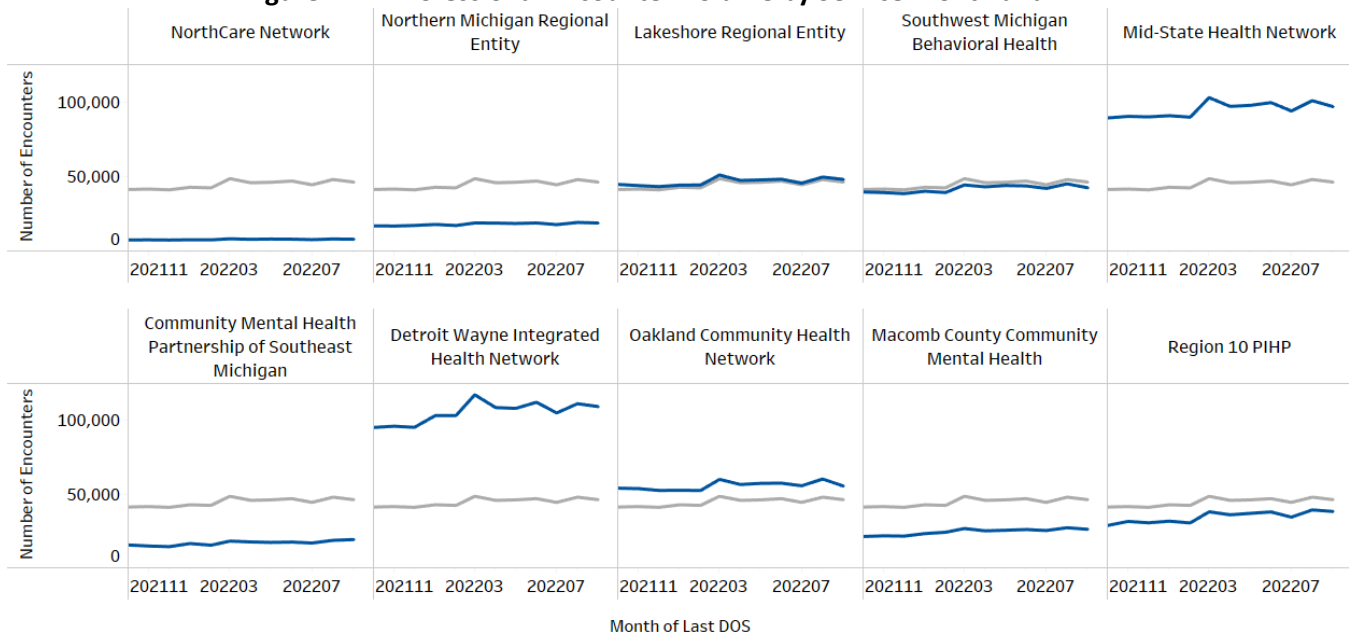 NorthCare Network
Northern Michigan Regional
Entity
Lakeshore Regional Entity
Southwest Michigan
Behavioral Health
Mid-State Health Network
Number of Encounters
100,000
50,000
0
202111 202203 202207
202111 202203 202207
202111 202203 202207
202111 202203 202207
202111 202203 202207
Community Mental Health
Partnership of Southeast
Michigan
Detroit Wayne Integrated
Health Network
Oakland Community Health
Network
Macomb County Community
Mental Health
Region 10 PIHP
Number of Encounters
100,000
50,000
0
202111 202203 202207
202111 202203 202207
202111 202203 202207
202111 202203 202207
202111 202203 202207
Month of Last DOS